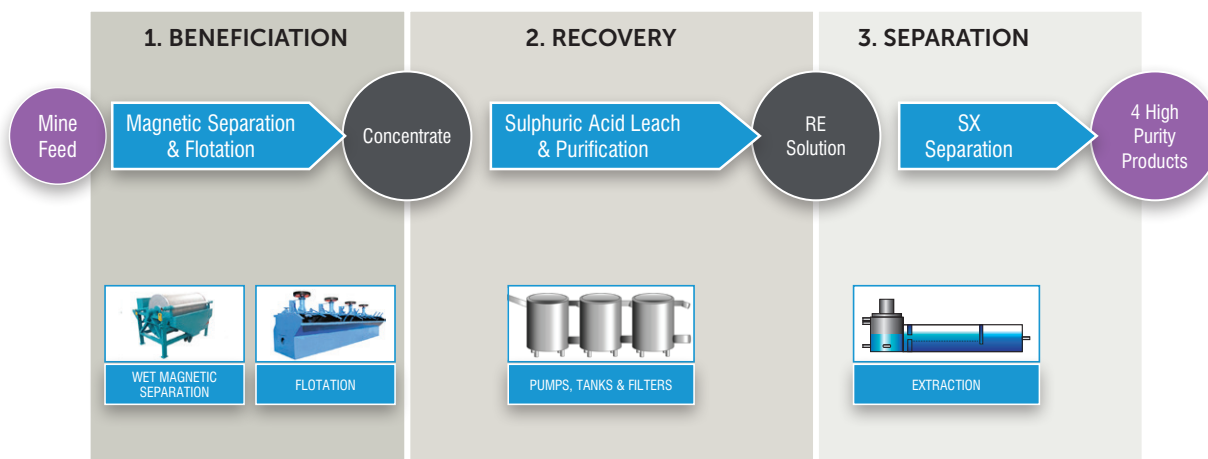 1. BENEFICIATION
2. RECOVERY
3. SEPARATION
Mine
Feed
Magnetic Separation
& Flotation
Concentrate
Sulphuric Acid Leach
& Purification
RE
Solution
SX
Separation
4 High
Purity
Products
WET MAGNETIC
SEPARATION
FLOTATION
PUMPS, TANKS & FILTERS
EXTRACTION